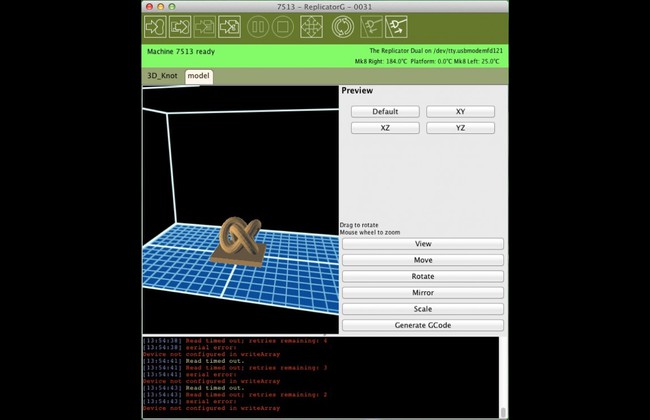 7513 - ReplicatorG - 0031
Machine 7513 ready
The Replicator Dual on /dev/tty.usbmodemfd121
Mk8 Right: 184.0°C Platform: 0.0°C Mk8 Left: 25.0°C
3D_Knot model
Preview
Default XY
XZ YZ
Drag to rotate
Mouse wheel to zoom
View
Move
Rotate
Mirror
Scale
Generate GCode
[13:54:38] Read timed out; retries remaining: 4
[13:54:38] serial error:
Device not configured in writeArray
[13:54:41] Read timed out.
[13:54:41] Read timed out; retries remaining: 3
[13:54:41] serial error:
Device not configured in writeArray
[13:54:43] Read timed out.
[13:54:43] Read timed out; retries remaining: 2
[13:54:43] serial error:
Device not configured in writeArray